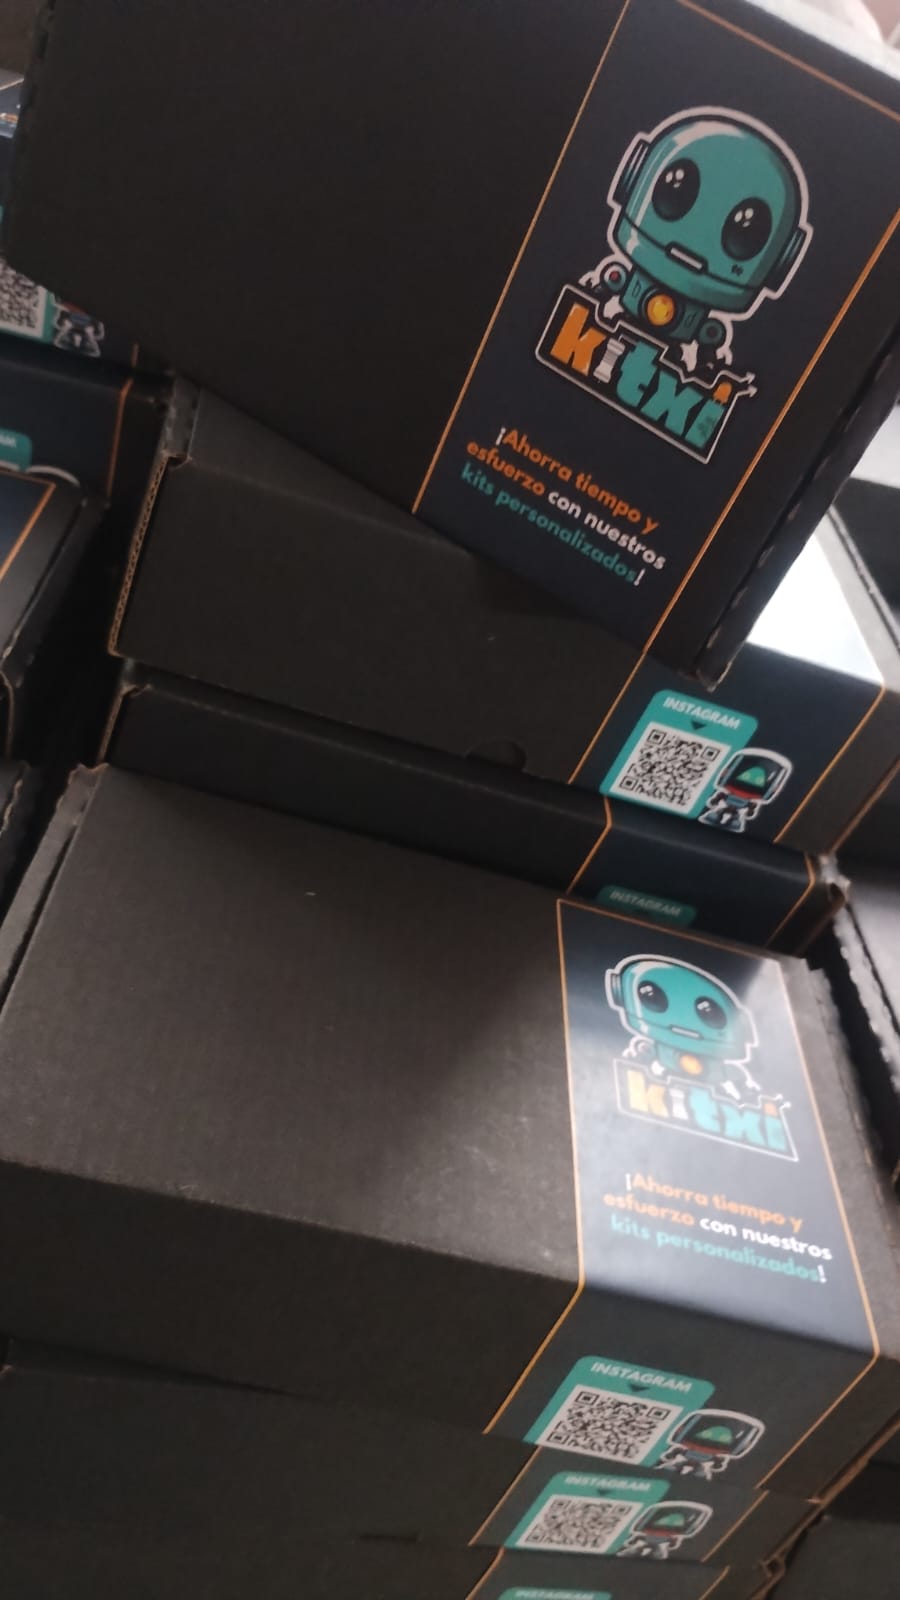 kitxi
¡Ahorra tiempo y
esfuerzo con nuestros
kits personalizados!
INSTAGRAM
INSTAGRAM
kitxi
¡Ahorra tiempo y
esfuerzo con nuestros
kits personalizados!
INSTAGRAM
INSTAGRAM
INSTAGRAM